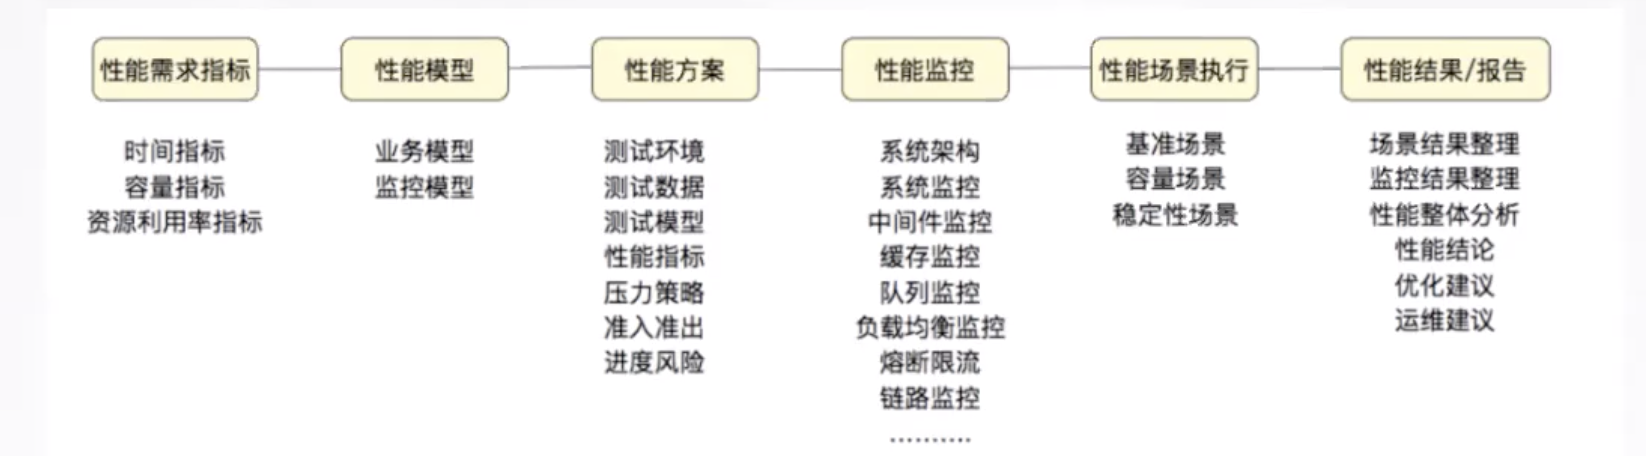 性能需求指标
性能模型
性能方案
性能监控
性能场景执行
性能结果/报告
时间指标
容量指标
资源利用率指标
业务模型
监控模型
测试环境
测试数据
测试模型
性能指标
压力策略
准入准出
进度风险
系统架构
系统监控
中间件监控
缓存监控
队列监控
负载均衡监控
熔断限流
链路监控
..........
基准场景
容量场景
稳定性场景
场景结果整理
监控结果整理
性能整体分析
性能结论
优化建议
运维建议